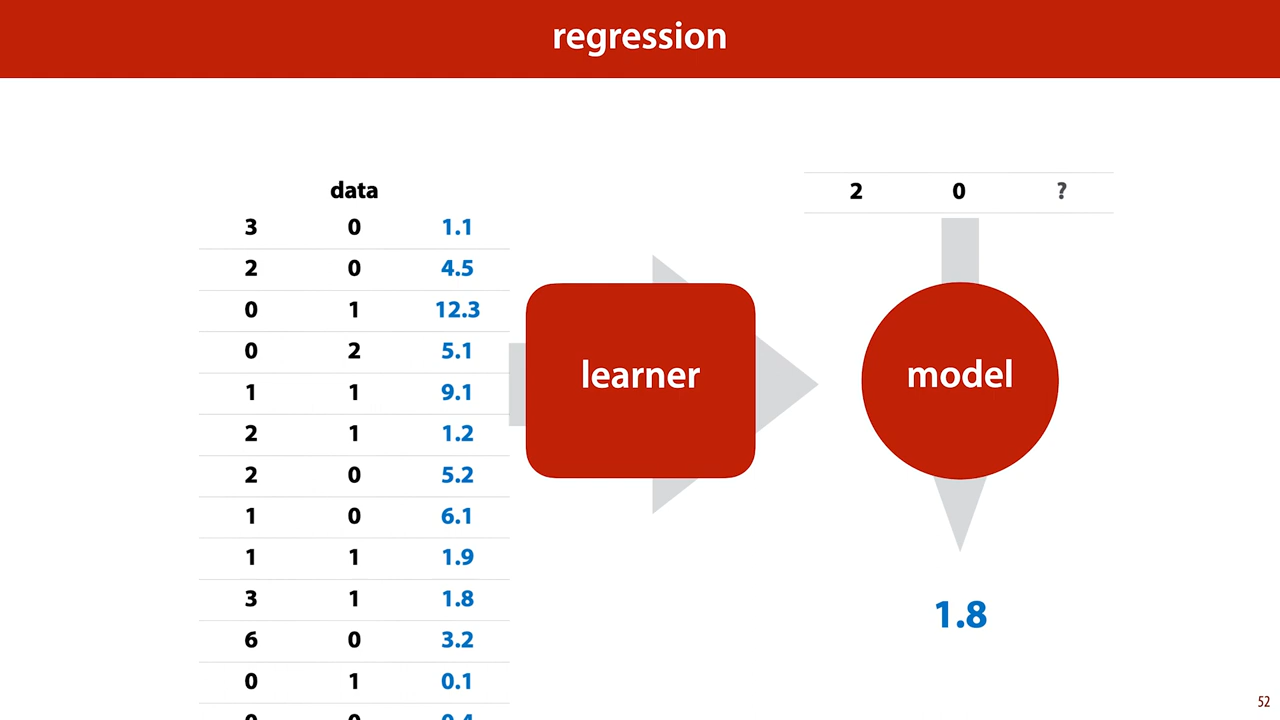 regression
data
3 0 1.1
2 0 4.5
0 1 12.3
0 2 5.1
1 1 9.1
2 1 1.2
2 0 5.2
1 0 6.1
1 1 1.9
3 1 1.8
6 0 3.2
0 1 0.1
0 0 0.4
learner
2 0 ?
model
1.8
52